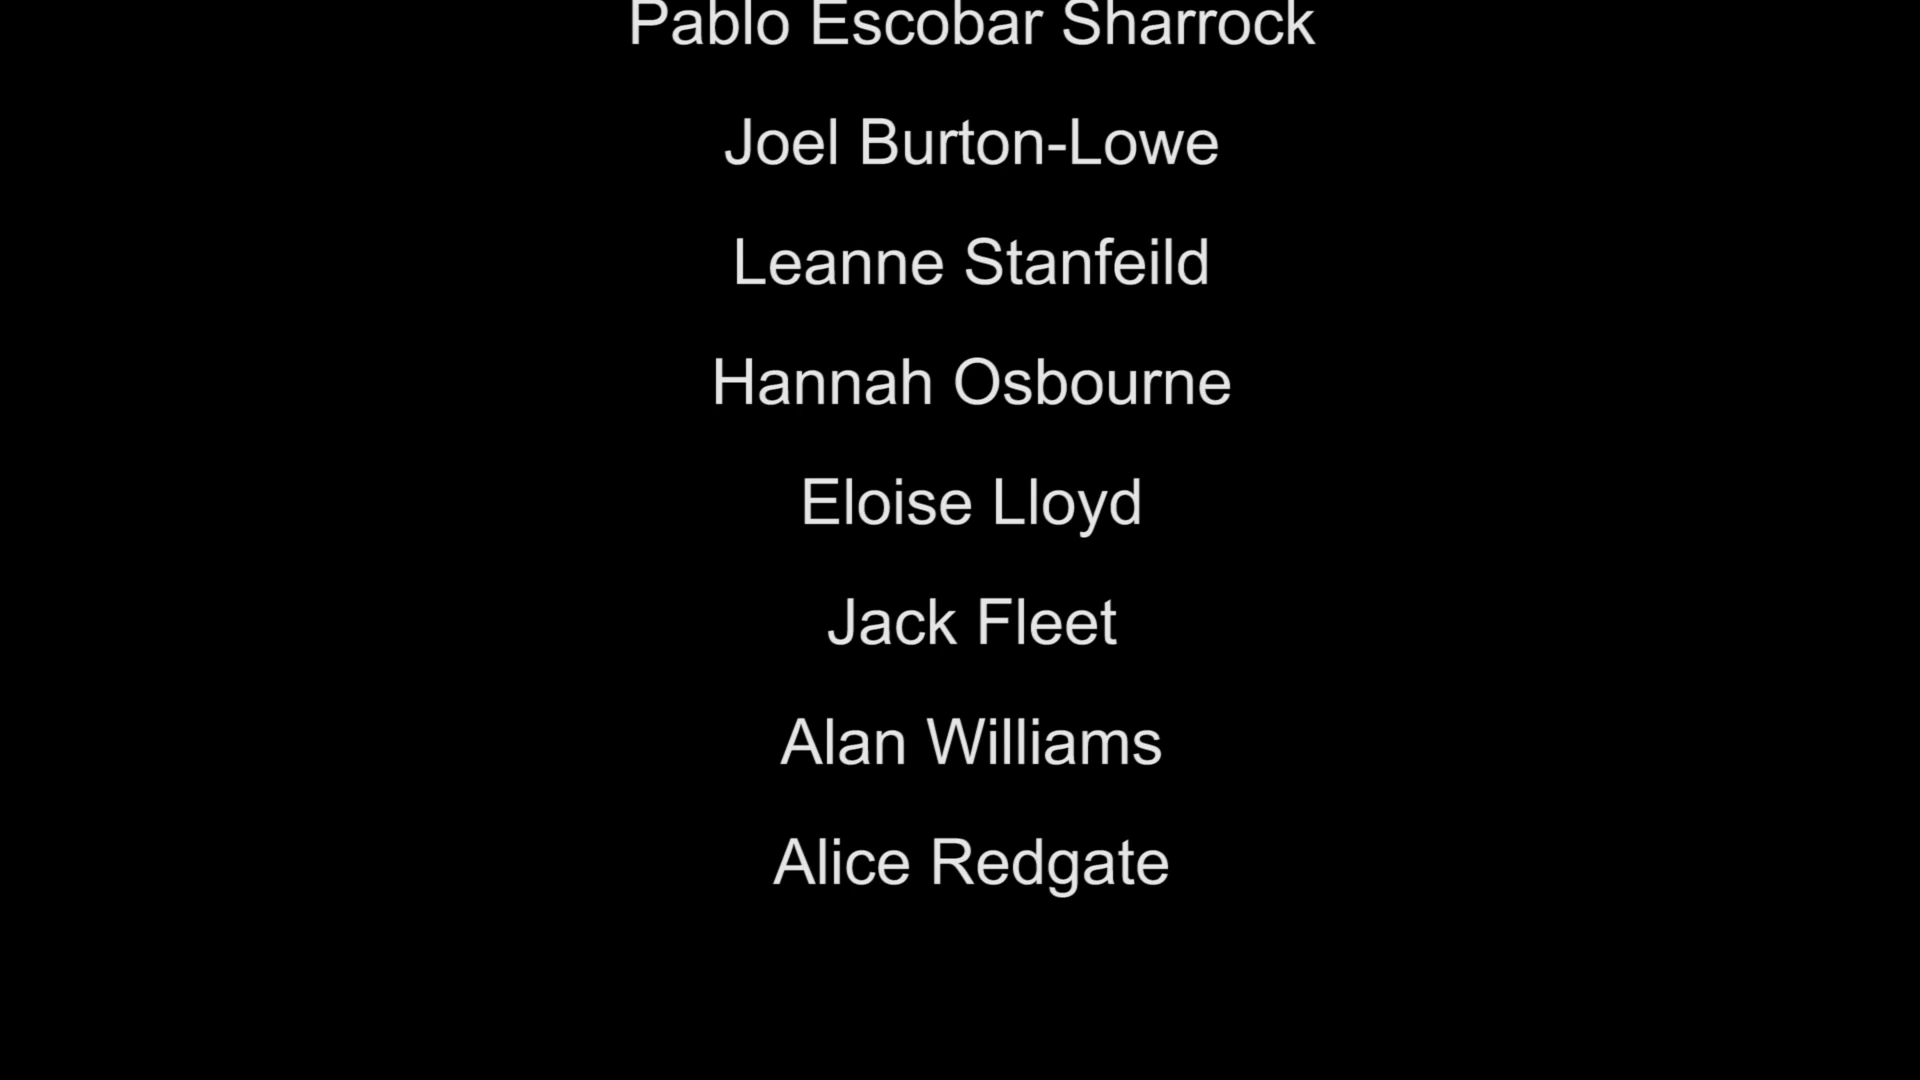 Pablo Escobar Sharrock
Joel Burton-Lowe
Leanne Stanfeild
Hannah Osbourne
Eloise Lloyd
Jack Fleet
Alan Williams
Alice Redgate